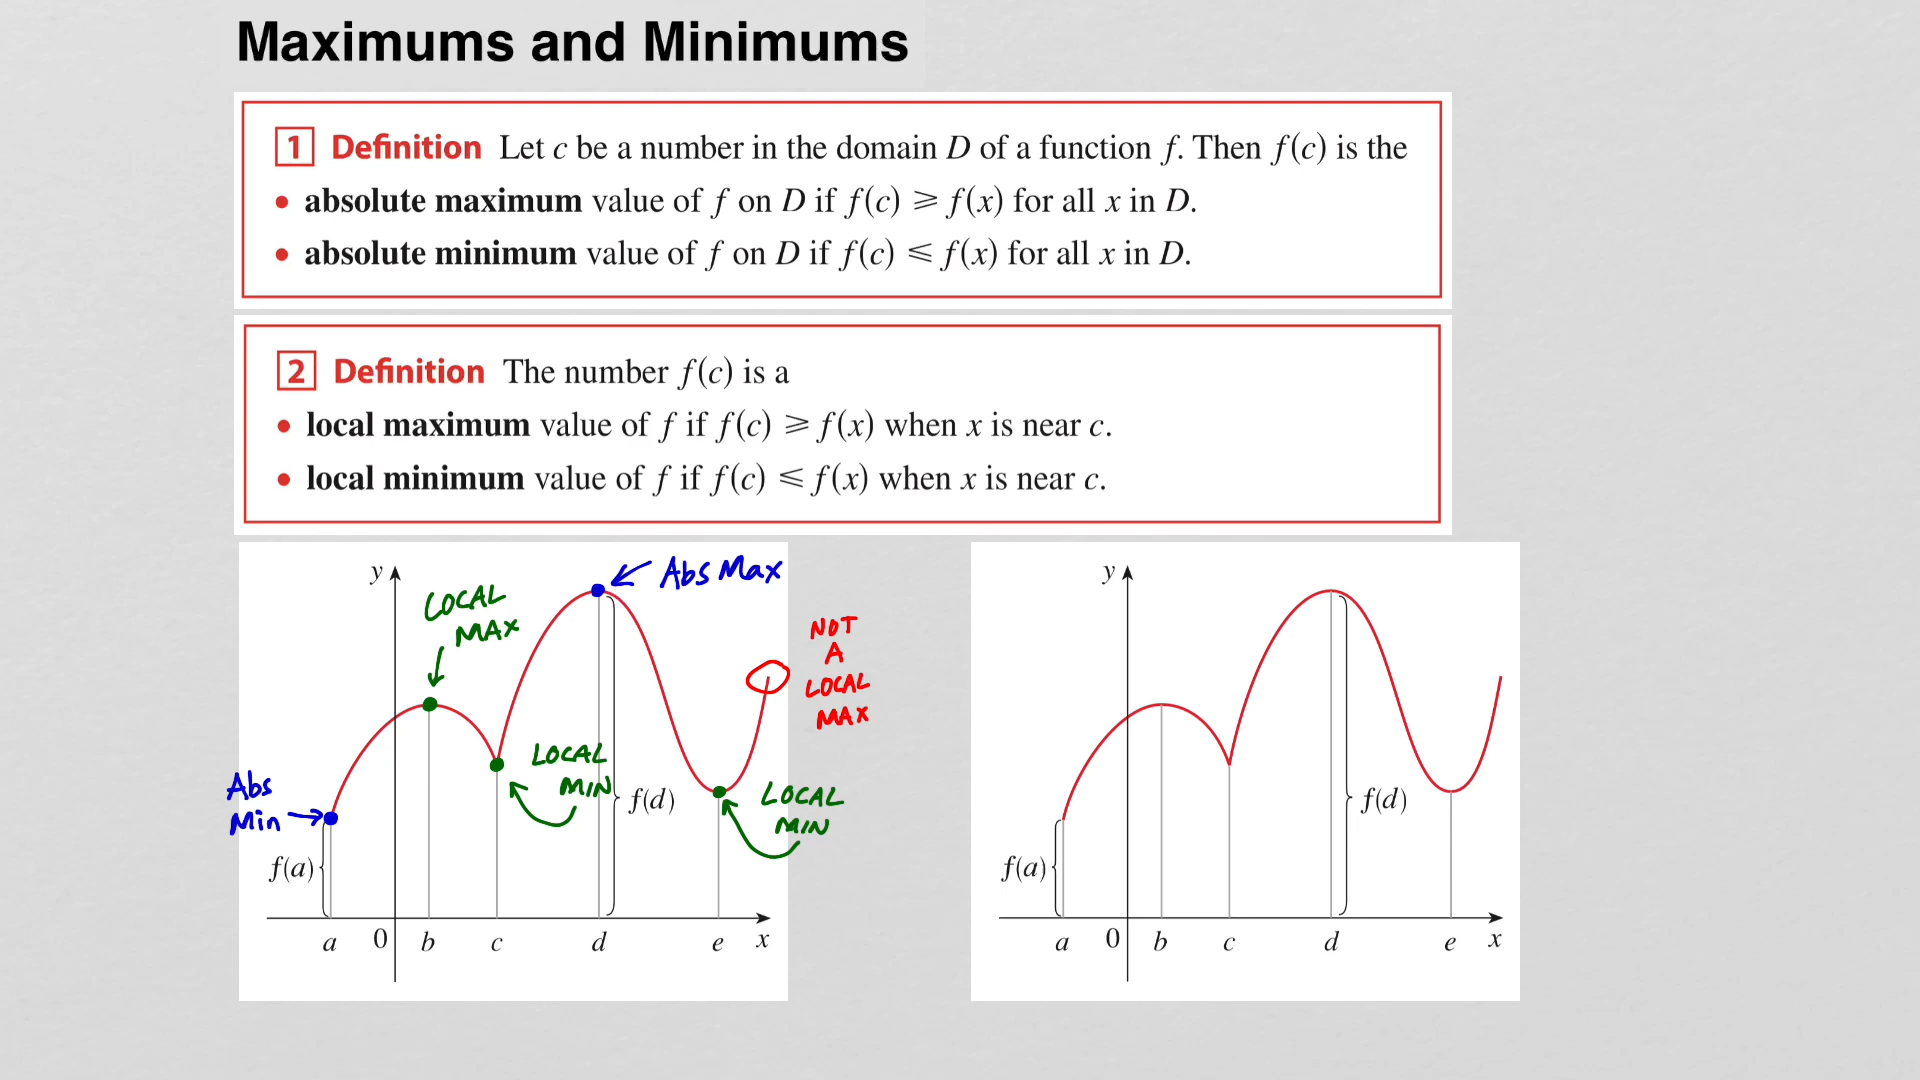 Maximums and Minimums
1 Definition Let c be a number in the domain D of a function f. Then f(c) is the
• absolute maximum value of f on D if f(c) ⩾ f(x) for all x in D.
• absolute minimum value of f on D if f(c) ⩽ f(x) for all x in D.
2 Definition The number f(c) is a
• local maximum value of f if f(c) ⩾ f(x) when x is near c.
• local minimum value of f if f(c) ⩽ f(x) when x is near c.
y
Abs Max
LOCAL
MAX
NOT
A
LOCAL
MAX
LOCAL
MIN
Abs
Min
f(d)
LOCAL
MIN
f(a)
a 0 b c d e x
y
f(d)
f(a)
a 0 b c d e x